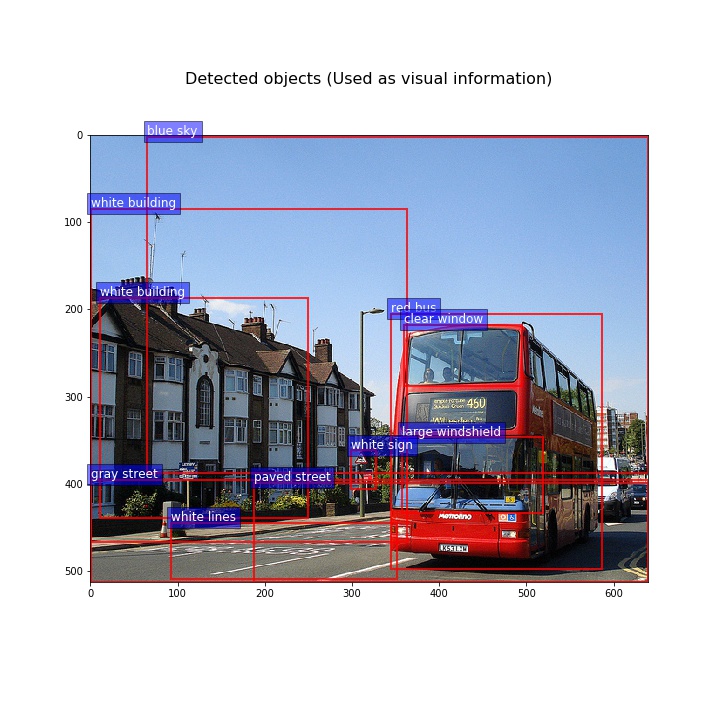 Detected objects (Used as visual information)
blue sky
white building
white building
red bus
clear window
450
large windshield
white sign
gray street
paved street
white lines
METROLINE
0
100
200
300
400
500
0
100
200
300
400
500
600